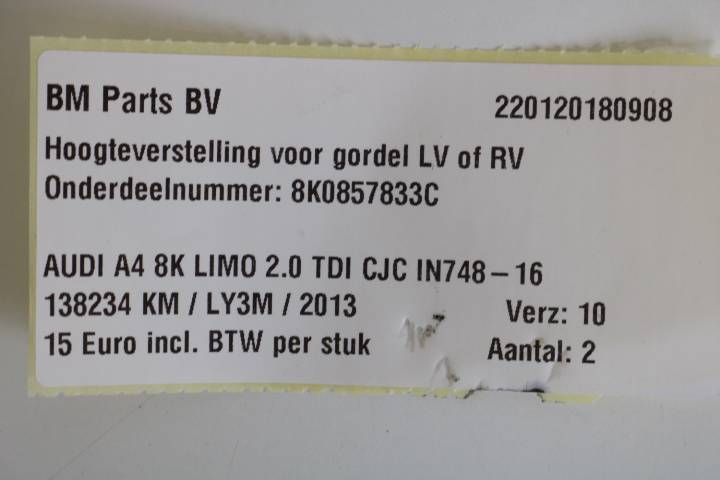 BM Parts BV 220120180908
Hoogteverstelling voor gordel LV of RV
Onderdeelnummer: 8K0857833C
AUDI A4 8K LIMO 2.0 TDI CJC IN748-16
138234 KM / LY3M / 2013 Verz: 10
15 Euro incl. BTW per stuk Aantal: 2